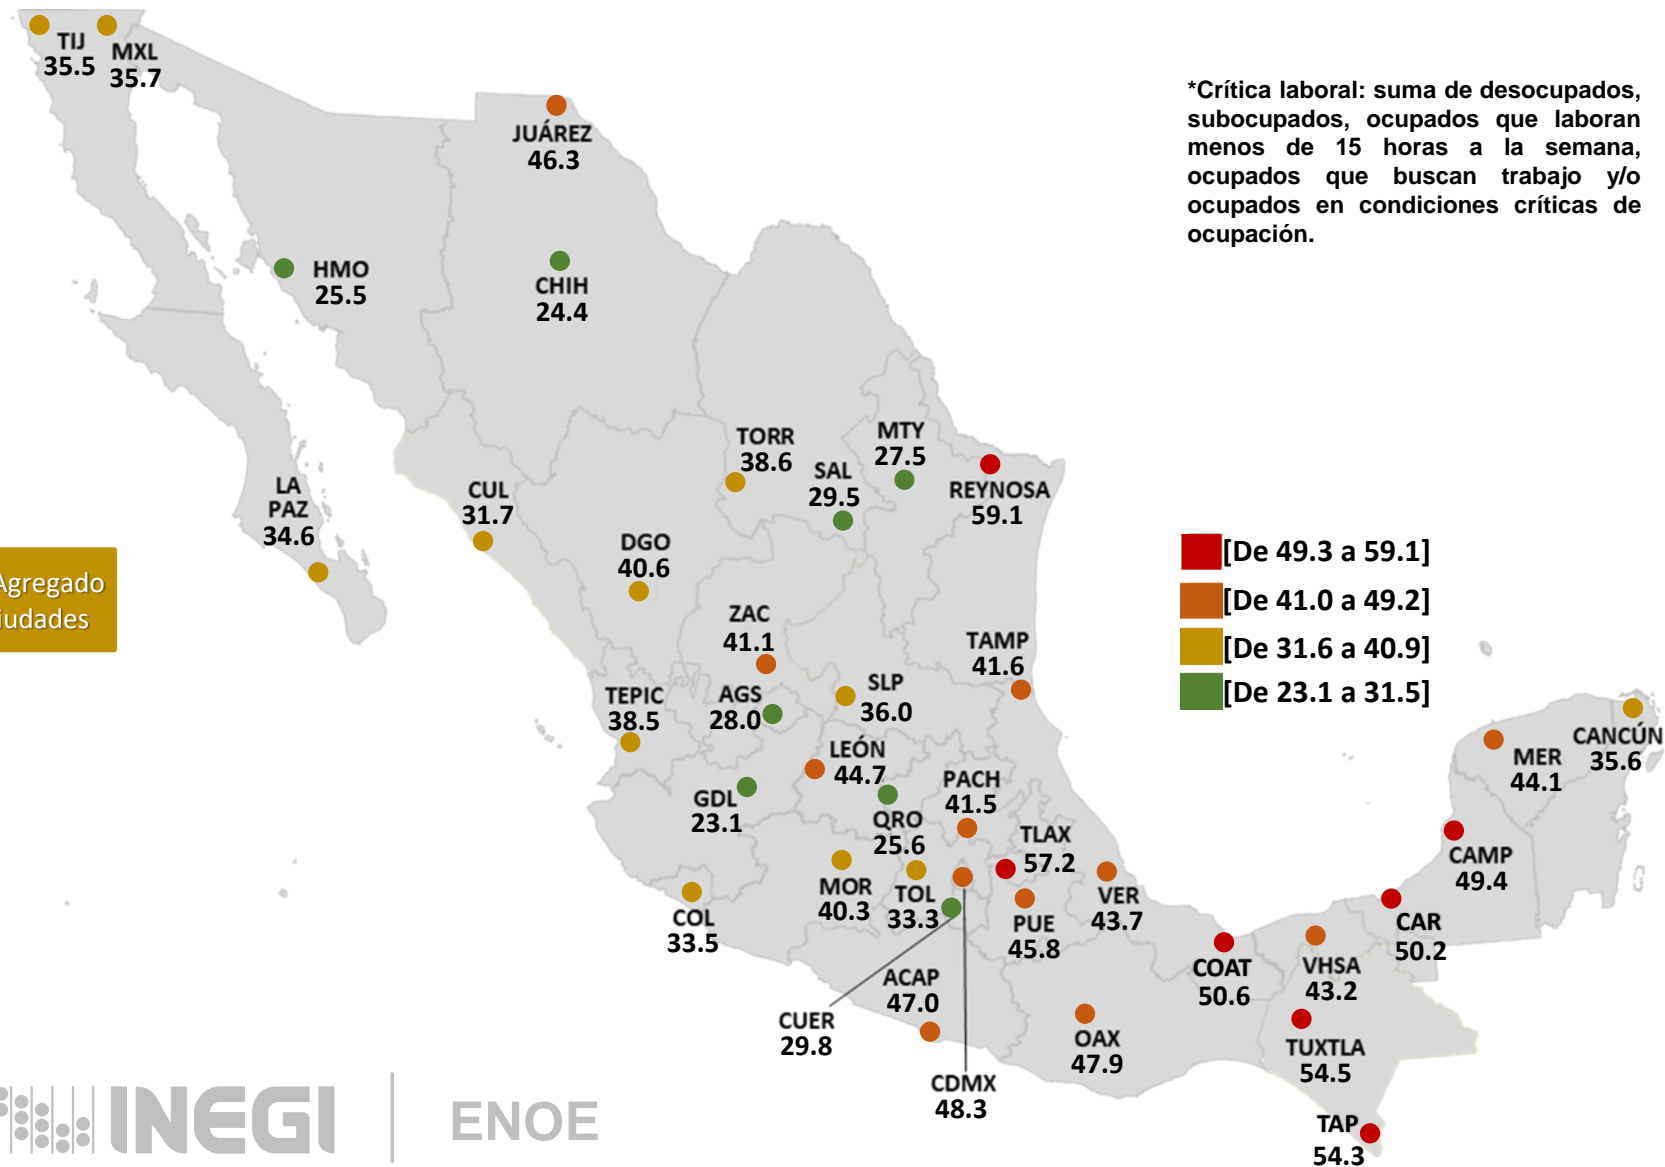 TIJ
35.5
MXL
35.7
JUÁREZ
46.3
*Crítica laboral: suma de desocupados,
subocupados, ocupados que laboran
menos de 15 horas a la semana,
ocupados que buscan trabajo y/o
ocupados en condiciones críticas de
ocupación.
HMO
25.5
CHIH
24.4
TORR
38.6
MTY
27.5
SAL
29.5
REYNOSA
59.1
LA
PAZ
34.6
CUL
31.7
DGO
40.6
Agregado
iudades
[De 49.3 a 59.1]
[De 41.0 a 49.2]
[De 31.6 a 40.9]
[De 23.1 a 31.5]
ZAC
41.1
TAMP
41.6
TEPIC
38.5
AGS
28.0
SLP
36.0
LEÓN
44.7
PACH
41.5
CANCÚN
35.6
MER
44.1
GDL
23.1
QRO
25.6
TLAX
57.2
CAMP
49.4
MOR
40.3
TOL
33.3
VER
43.7
COL
33.5
PUE
45.8
CAR
50.2
COAT
50.6
VHSA
43.2
ACAP
47.0
CUER
29.8
OAX
47.9
TUXTLA
54.5
CDMX
48.3
TAP
54.3
INEGI
ENOE